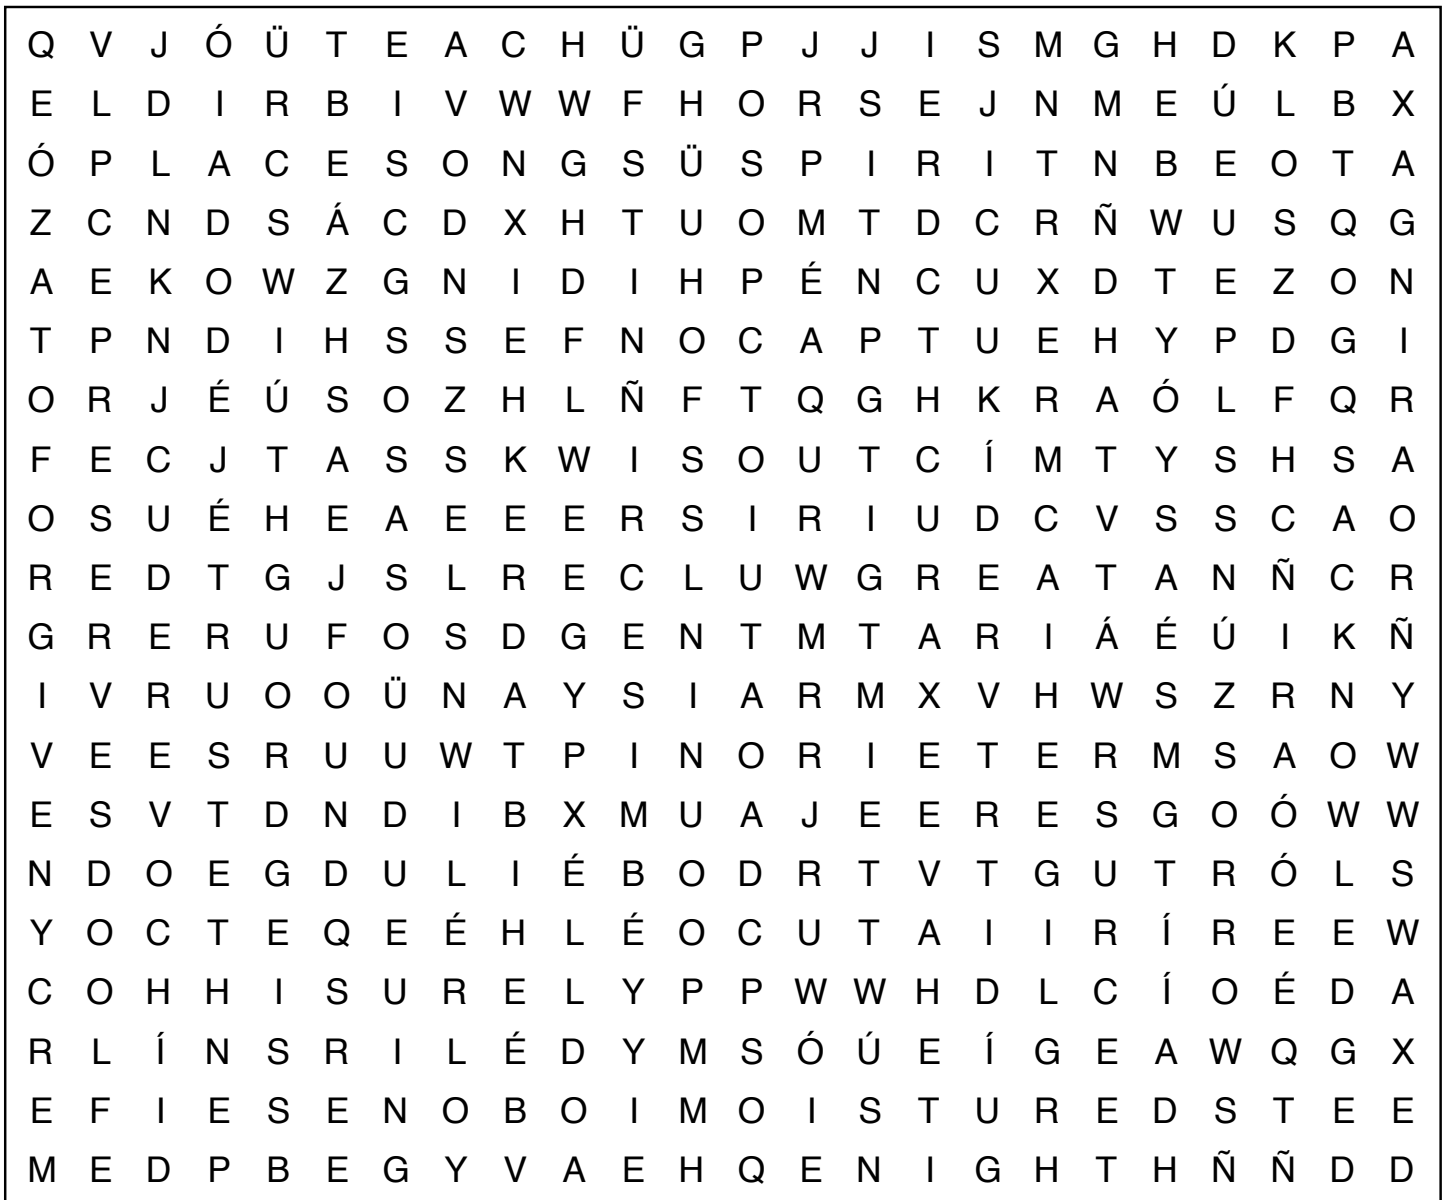 Q V J Ó Ü T E A C H Ü G P J J I S M G H D K P A
E L D I R B I V W W F H O R S E J N M E Ú L B X
Ó P L A C E S O N G S Ü S P I R I T N B E O T A
Z C N D S Á C D X H T U O M T D C R Ñ W U S Q G
A E K O W Z G N I D I H P É N C U X D T E Z O N
T P N D I H S S E F N O C A P T U E H Y P D G I
O R J É Ú S O Z H L Ñ F T Q G H K R A Ó L F Q R
F E C J T A S S K W I S O U T C Í M T Y S H S A
O S U É H E A E E E R S I R I U D C V S S C A O
R E D T G J S L R E C L U W G R E A T A N Ñ C R
G R E R U F O S D G E N T M T A R I Á É Ú I K Ñ
I V R U O O Ü N A Y S I A R M X V H W S Z R N Y
V E E S R U U W T P I N O R I E T E R M S A O W
E S V T D N D I B X M U A J E E R E S G O Ó W W
N D O E G D U L I É B O D R T V T G U T R Ó L S
Y O C T E Q E É H L É O C U T A I I R Í R E E W
C O H H I S U R E L Y P P W W H D L C Í O É D A
R L Í N S R I L É D Y M S Ó Ú E Í G E A W Q G X
E F I E S E N O B O I M O I S T U R E D S T E E
M E D P B E G Y V A E H Q E N I G H T H Ñ Ñ D D